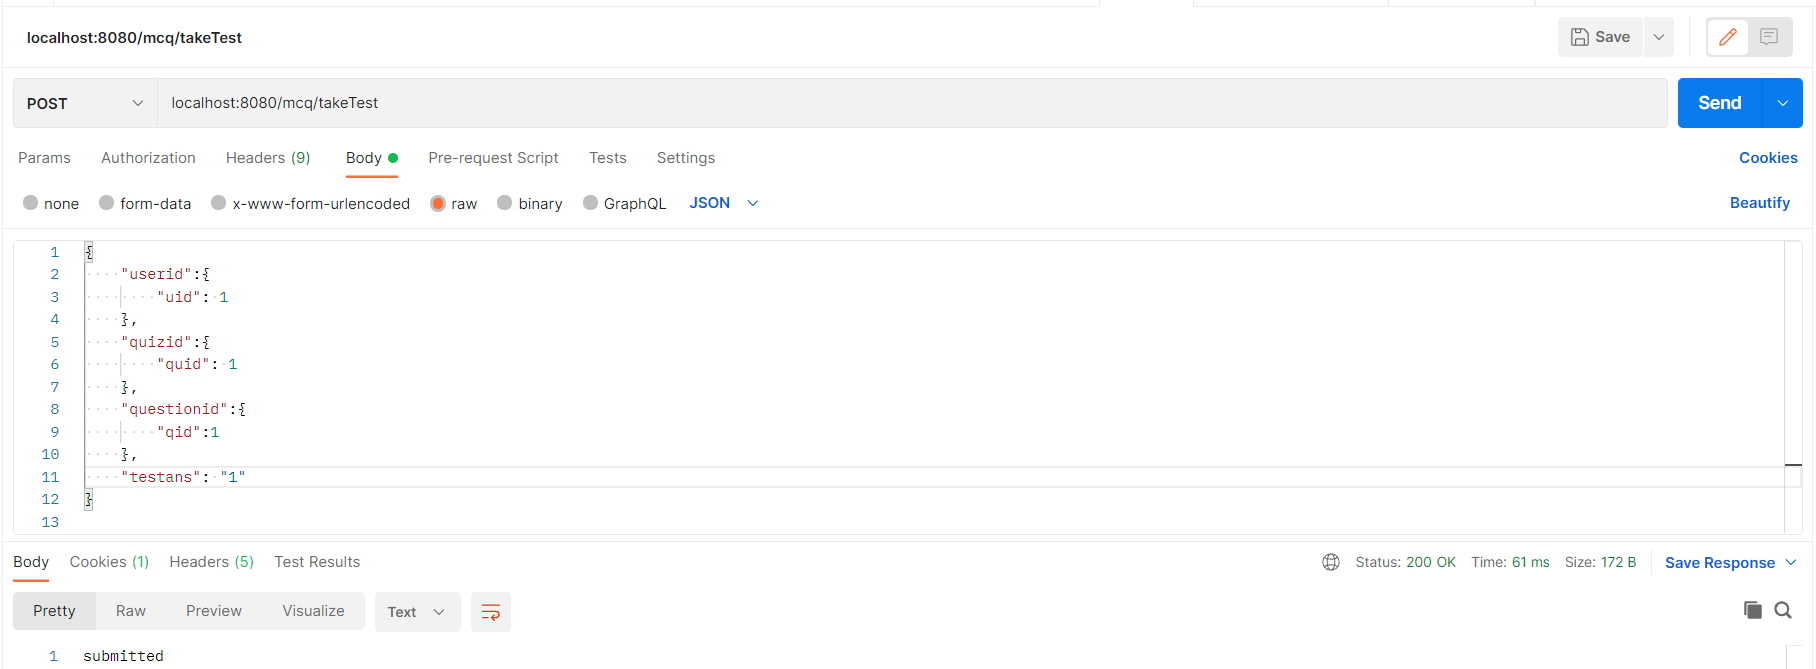 localhost:8080/mcq/takeTest
Save
POST
localhost:8080/mcq/takeTest
Send
Params Authorization Headers (9) Body Pre-request Script Tests Settings Cookies
none form-data x-www-form-urlencoded raw binary GraphQL JSON Beautify
1 {
2 "userid":{
3 "uid": 1
4 },
5 "quizid":{
6 "quid": 1
7 },
8 "questionid":{
9 "qid":1
10 },
11 "testans": "1"
12 }
13
Body Cookies (1) Headers (5) Test Results Status: 200 OK Time: 61 ms Size: 172 B Save Response
Pretty Raw Preview Visualize Text
1 submitted